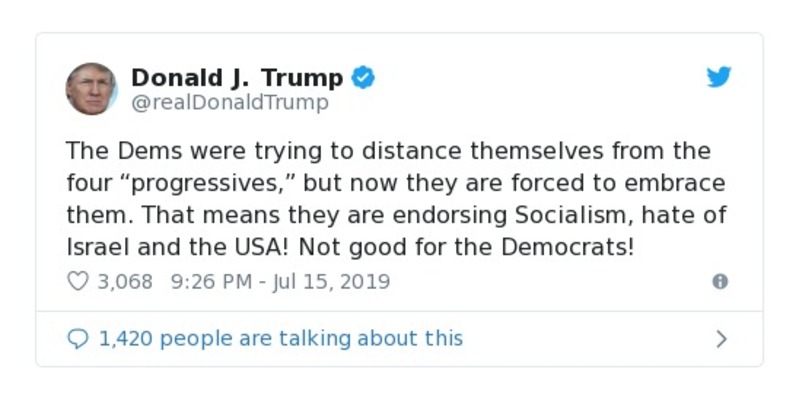 Donald J. Trump
@realDonaldTrump
The Dems were trying to distance themselves from the
four “progressives,” but now they are forced to embrace
them. That means they are endorsing Socialism, hate of
Israel and the USA! Not good for the Democrats!
3,068 9:26 PM - Jul 15, 2019
1,420 people are talking about this